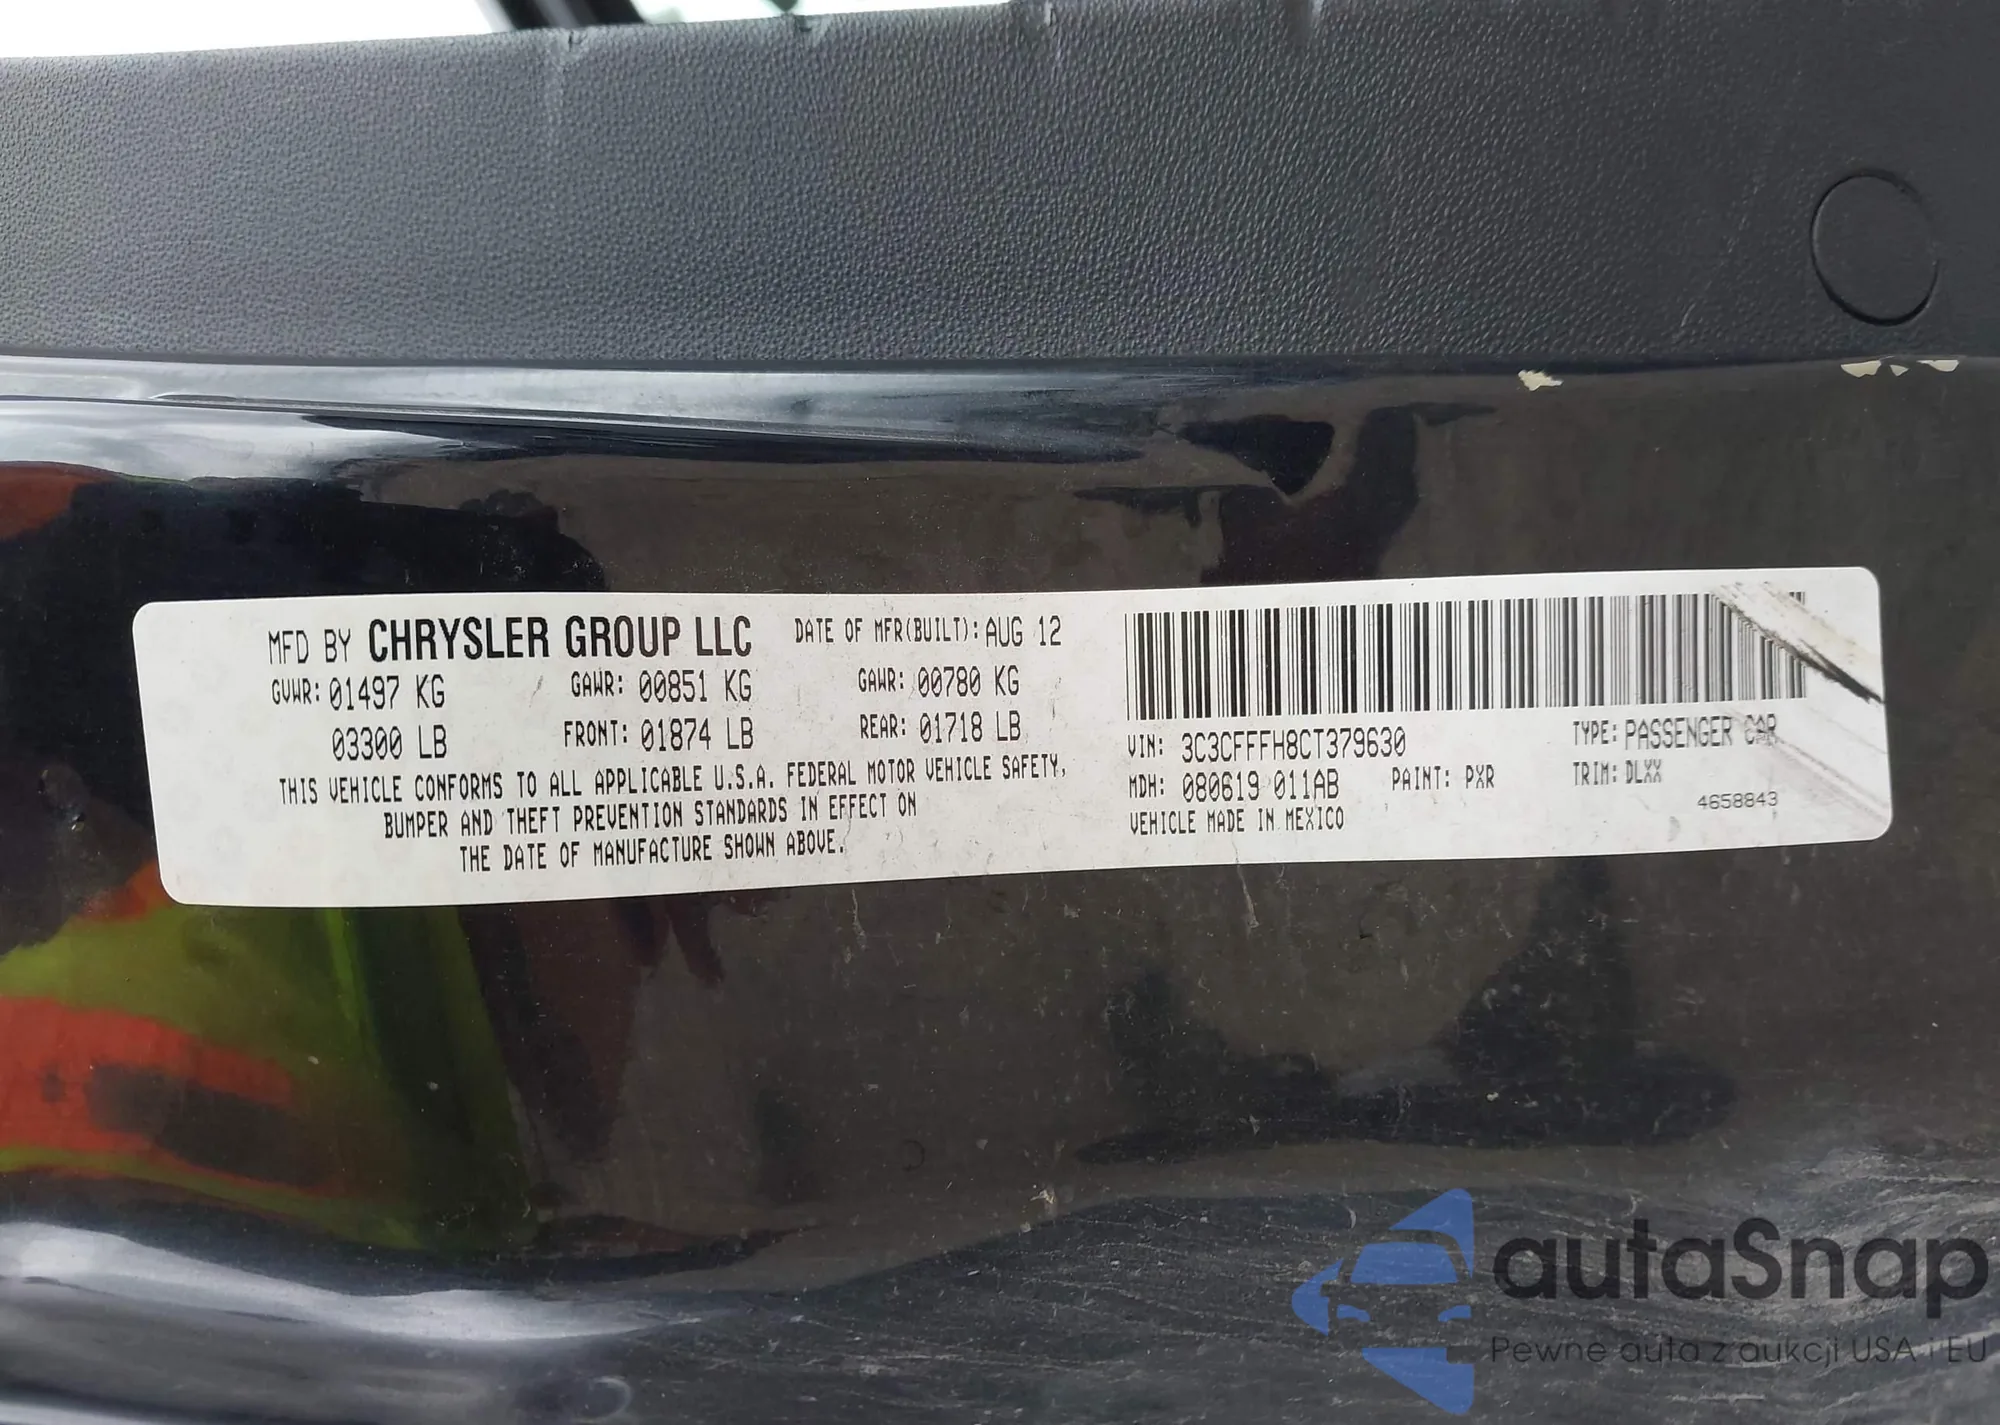 MFD BY CHRYSLER GROUP LLC DATE OF MFR(BUILT): AUG 12
GVWR: 01497 KG GAWR: 00851 KG GAWR: 00780 KG
03300 LB FRONT: 01874 LB REAR: 01718 LB
THIS VEHICLE CONFORMS TO ALL APPLICABLE U.S.A. FEDERAL MOTOR VEHICLE SAFETY,
BUMPER AND THEFT PREVENTION STANDARDS IN EFFECT ON
THE DATE OF MANUFACTURE SHOWN ABOVE.
VIN: 3C3CFFFH8CT379630 TYPE: PASSENGER CAR
MDH: 080619 011AB PAINT: PXR TRIM: DLXX
VEHICLE MADE IN MEXICO 4658843
autaSnap
Pewne auta z aukcji USA i EU